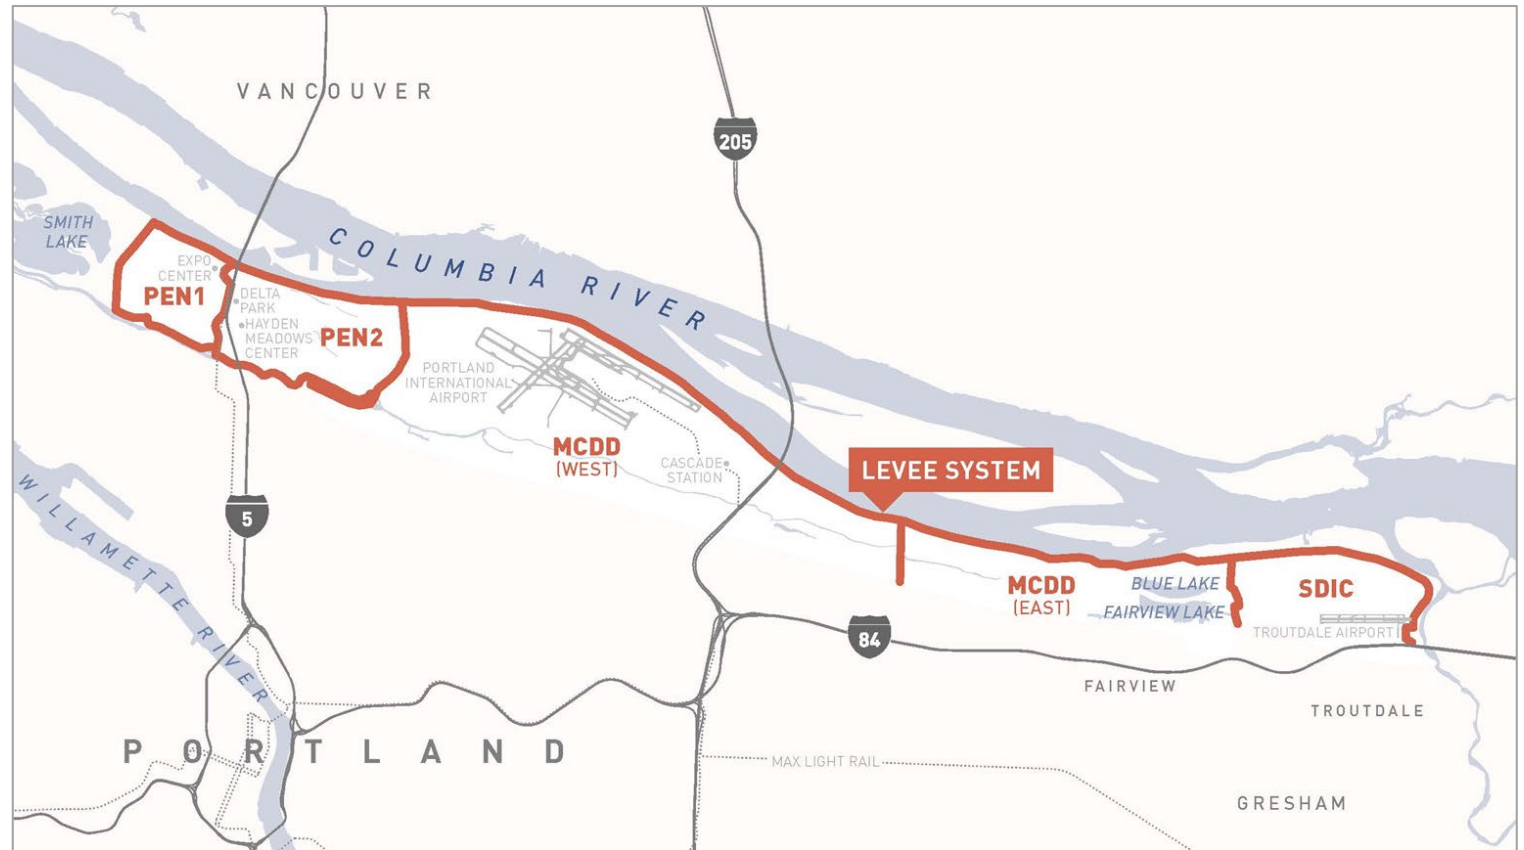 VANCOUVER
205
SMITH
LAKE
COLUMBIA RIVER
EXPO
CENTER
PEN1
DELTA
PARK
HAYDEN
MEADOWS
CENTER
PEN2
PORTLAND
INTERNATIONAL
AIRPORT
MCDD
(WEST)
CASCADE
STATION
LEVEE SYSTEM
WILLAMETTE RIVER
5
MCDD
(EAST)
BLUE LAKE
FAIRVIEW LAKE
SDIC
TROUTDALE AIRPORT
84
FAIRVIEW
TROUTDALE
PORTLAND
MAX LIGHT RAIL
GRESHAM